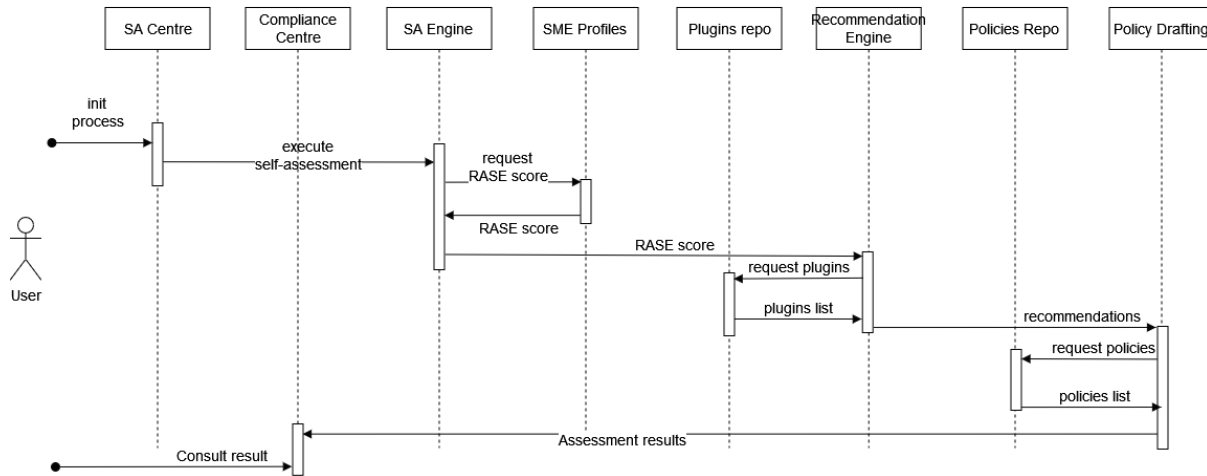 SA Centre
Compliance
Centre
SA Engine
SME Profiles
Plugins repo
Recommendation
Engine
Policies Repo
Policy Drafting
init
process
execute
self-assessment
request
RASE score
RASE score
RASE score
request plugins
plugins list
recommendations
request policies
policies list
Assessment results
Consult result
User